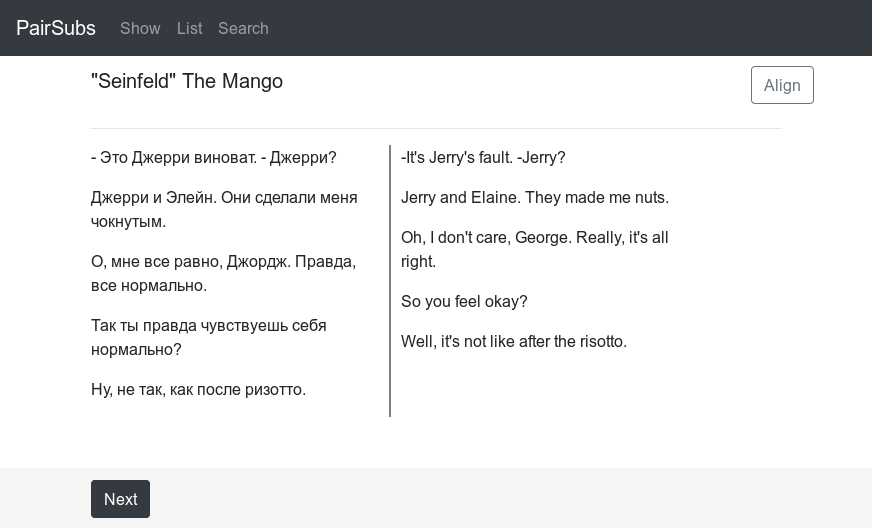 PairSubs Show List Search
"Seinfeld" The Mango
Align
- Это Джерри виноват. - Джерри?
Джерри и Элейн. Они сделали меня
чокнутым.
О, мне все равно, Джордж. Правда,
все нормально.
Так ты правда чувствуешь себя
нормально?
Ну, не так, как после ризотто.
-It's Jerry's fault. -Jerry?
Jerry and Elaine. They made me nuts.
Oh, I don't care, George. Really, it's all
right.
So you feel okay?
Well, it's not like after the risotto.
Next